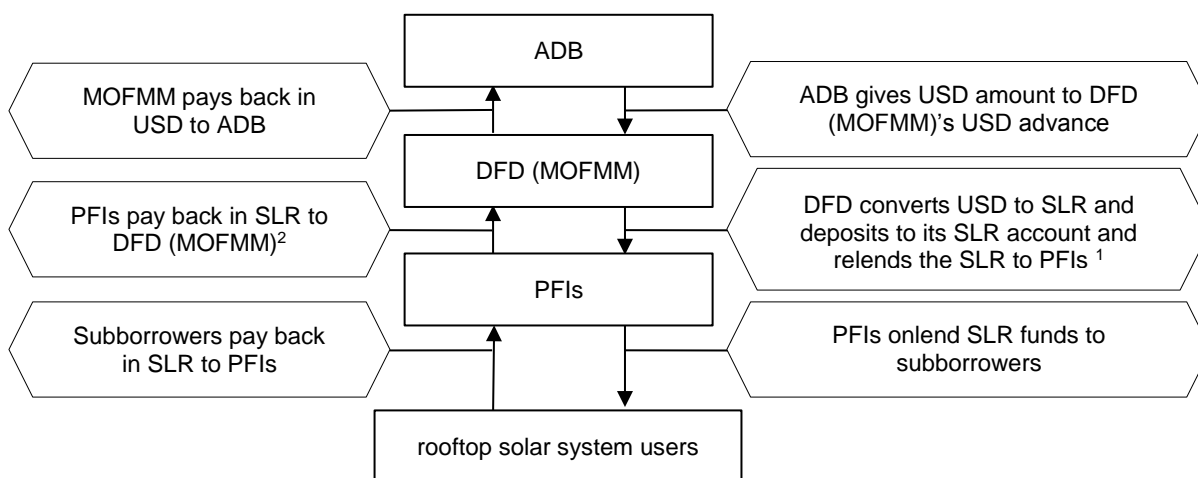 ADB
MOFMM pays back in
USD to ADB
ADB gives USD amount to DFD
(MOFMM)’s USD advance
DFD (MOFMM)
PFIs pay back in SLR to
DFD (MOFMM)2
DFD converts USD to SLR and
deposits to its SLR account and
relends the SLR to PFIs 1
PFIs
Subborrowers pay back
in SLR to PFIs
PFIs onlend SLR funds to
subborrowers
rooftop solar system users